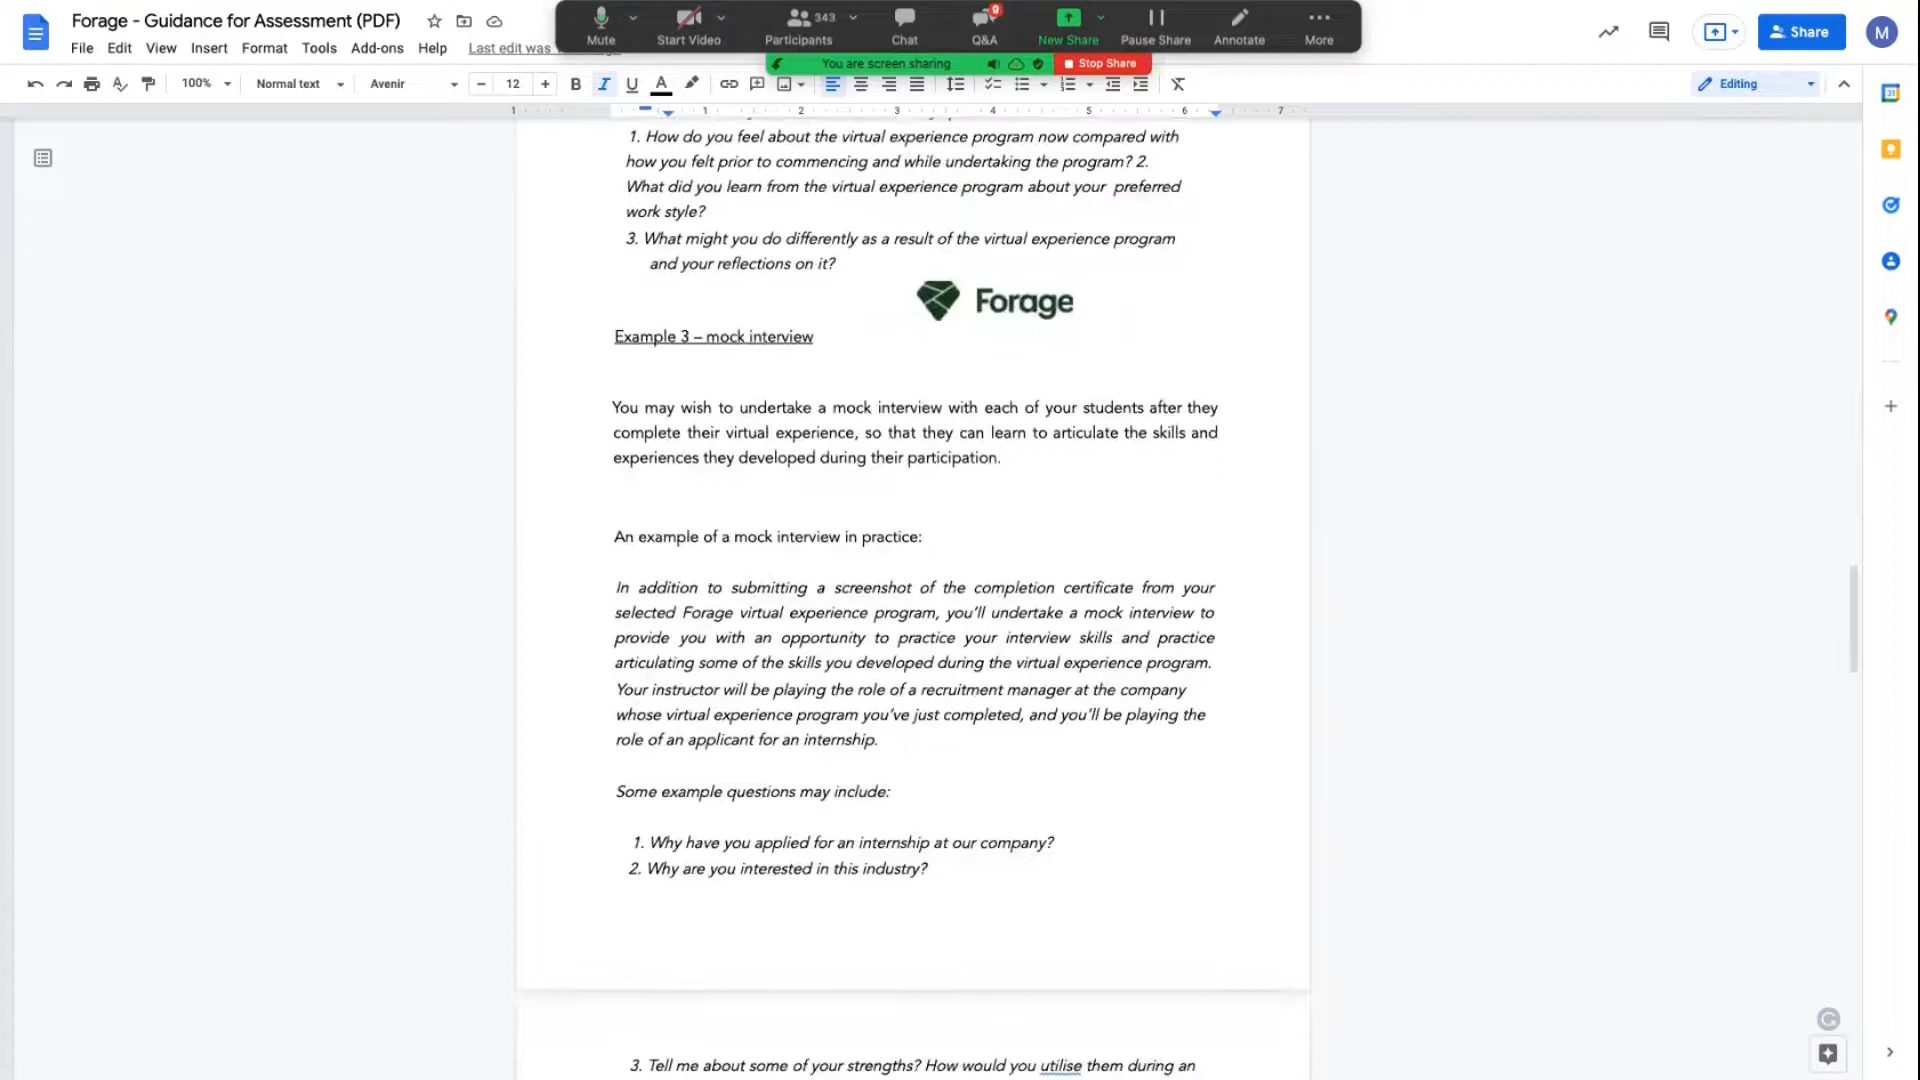 Forage - Guidance for Assessment (PDF)
File Edit View Insert Format Tools Add-ons Help Last edit was
Mute Start Video 343 Participants Chat 9 Q&A New Share Pause Share Annotate More
You are screen sharing Stop Share
Share
M
100% Normal text Avenir 12 B I U A Editing
31
1 1 2 3 4 5 6 7
1. How do you feel about the virtual experience program now compared with
how you felt prior to commencing and while undertaking the program? 2.
What did you learn from the virtual experience program about your preferred
work style?
3. What might you do differently as a result of the virtual experience program
and your reflections on it?
Forage
Example 3 – mock interview
You may wish to undertake a mock interview with each of your students after they
complete their virtual experience, so that they can learn to articulate the skills and
experiences they developed during their participation.
An example of a mock interview in practice:
In addition to submitting a screenshot of the completion certificate from your
selected Forage virtual experience program, you'll undertake a mock interview to
provide you with an opportunity to practice your interview skills and practice
articulating some of the skills you developed during the virtual experience program.
Your instructor will be playing the role of a recruitment manager at the company
whose virtual experience program you've just completed, and you'll be playing the
role of an applicant for an internship.
Some example questions may include:
1. Why have you applied for an internship at our company?
2. Why are you interested in this industry?
3. Tell me about some of your strengths? How would you utilise them during an